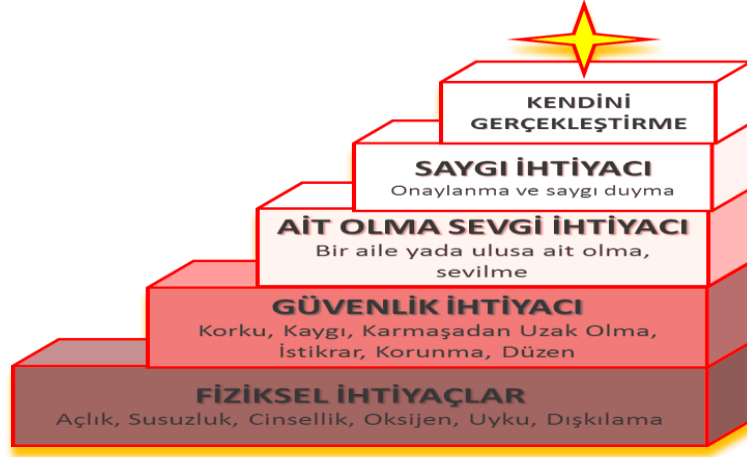 KENDİNİ
GERÇEKLEŞTİRME
SAYGI İHTİYACI
Onaylanma ve saygı duyma
AİT OLMA SEVGİ İHTİYACI
Bir aile yada ulusa ait olma,
sevilme
GÜVENLİK İHTİYACI
Korku, Kaygı, Karmaşadan Uzak Olma,
İstikrar, Korunma, Düzen
FİZİKSEL İHTİYAÇLAR
Açlık, Susuzluk, Cinsellik, Oksijen, Uyku, Dışkılama